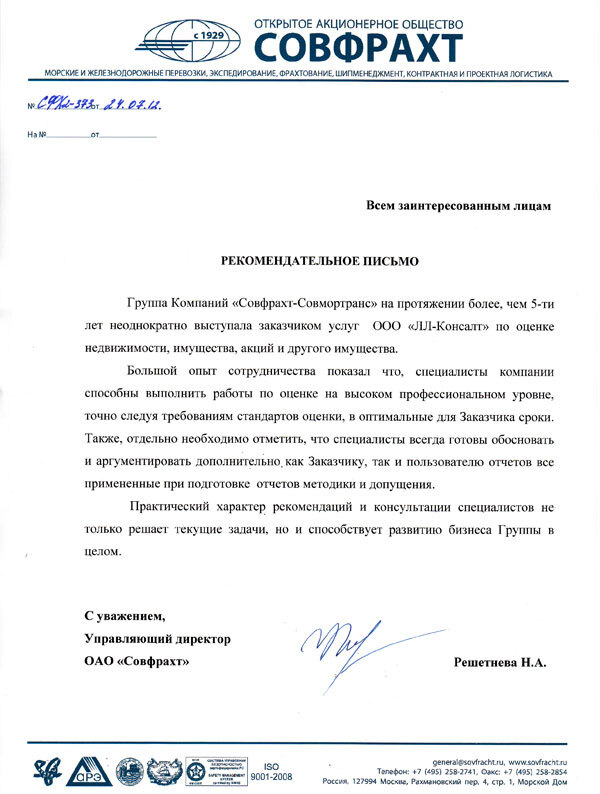 с 1929
ОТКРЫТОЕ АКЦИОНЕРНОЕ ОБЩЕСТВО
СОВФРАХТ
МОРСКИЕ И ЖЕЛЕЗНОДОРОЖНЫЕ ПЕРЕВОЗКИ, ЭКСПЕДИРОВАНИЕ, ФРАХТОВАНИЕ, ШИПМЕНЕДЖМЕНТ, КОНТРАКТНАЯ И ПРОЕКТНАЯ ЛОГИСТИКА
№ от 24.07.12.
На № от
Всем заинтересованным лицам
РЕКОМЕНДАТЕЛЬНОЕ ПИСЬМО
Группа Компаний «Совфрахт-Совмортранс» на протяжении более, чем 5-ти
лет неоднократно выступала заказчиком услуг ООО «ЛЛ-Консалт» по оценке
недвижимости, имущества, акций и другого имущества.
Большой опыт сотрудничества показал что, специалисты компании
способны выполнить работы по оценке на высоком профессиональном уровне,
точно следуя требованиям стандартов оценки, в оптимальные для Заказчика сроки.
Также, отдельно необходимо отметить, что специалисты всегда готовы обосновать
и аргументировать дополнительно как Заказчику, так и пользователю отчетов все
примененные при подготовке отчетов методики и допущения.
Практический характер рекомендаций и консультации специалистов не
только решает текущие задачи, но и способствует развитию бизнеса Группы в
целом.
С уважением,
Управляющий директор
ОАО «Совфрахт»
Решетнева Н.А.
АРЭ
СИСТЕМА УПРАВЛЕНИЯ
БЕЗОПАСНОСТЬЮ
SAFETY MANAGEMENT
SYSTEM
ISO
9001-2008
general@sovfracht.ru, www.sovfracht.ru
Телефон: +7 (495) 258-2741, Факс: +7 (495) 258-2854
Россия, 127994 Москва, Рахмановский пер, 4, стр. 1, Морской Дом